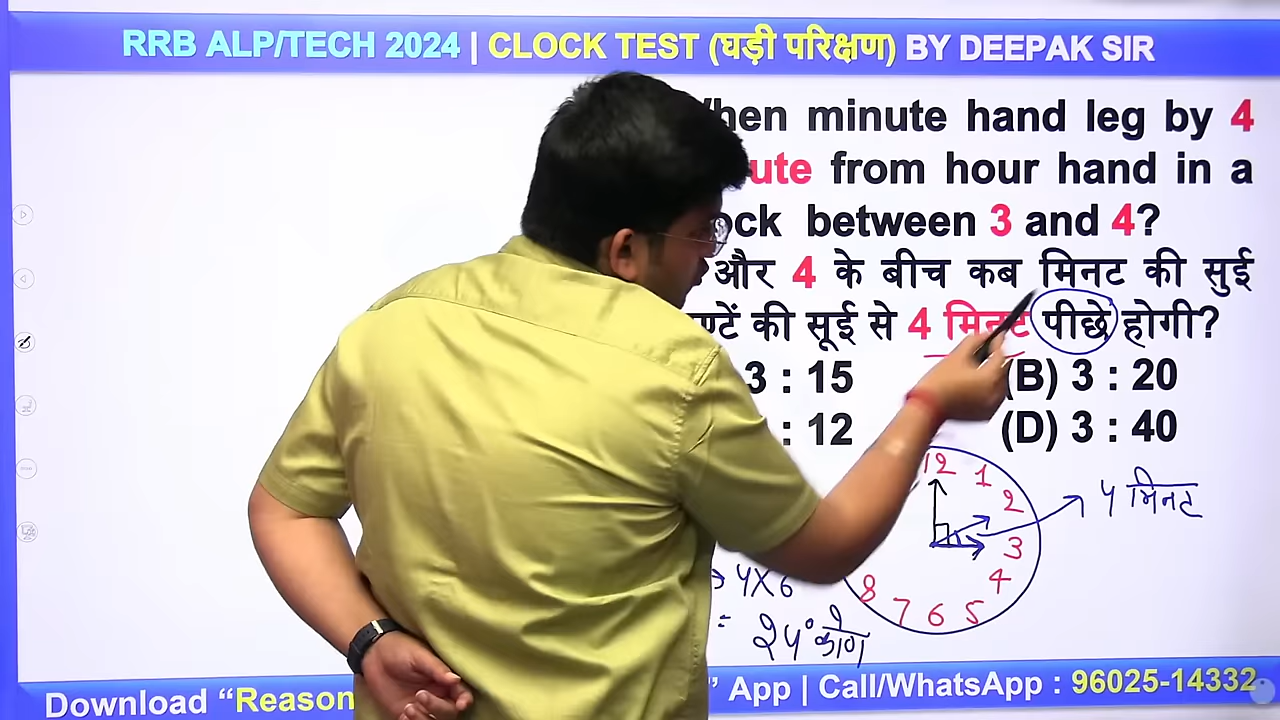 RRB ALP/TECH 2024 | CLOCK TEST (घड़ी परिक्षण) BY DEEPAK SIR
minute hand leg by 4
from hour hand in a
between 3 and 4?
और 4 के बीच कब मिनट की सुई
की सूई से 4 मिनट पीछे होगी?
3 : 15 (B) 3 : 20
: 12 (D) 3 : 40
12
1
2
3
4
5
6
7
8
4 मिनट
→ 4X6
= 24° कोण
Download “Reason ” App | Call/WhatsApp : 96025-14332